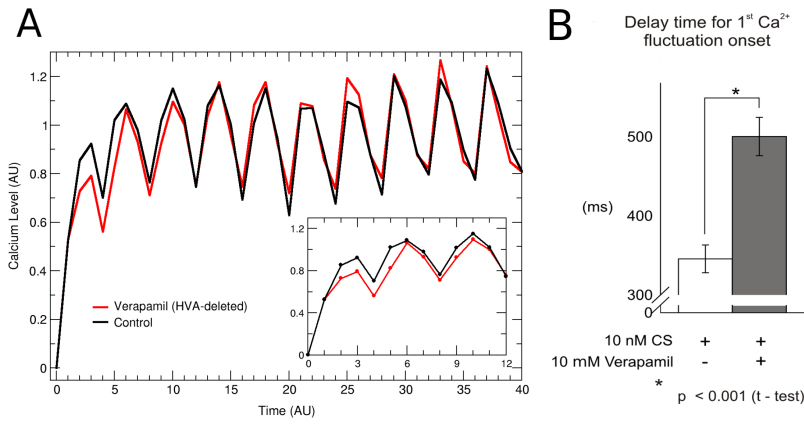 A
Calcium Level (AU)
1.2
1
0.8
0.6
0.4
0.2
0
Verapamil (HVA-deleted)
Control
1.2
0.8
0.4
0
0 3 6 9 12
0 5 10 15 20 25 30 35 40
Time (AU)
B
Delay time for 1st Ca2+
fluctuation onset
*
500
(ms)
400
300
0
10 nM CS + +
10 mM Verapamil - +
*
p < 0.001 (t - test)